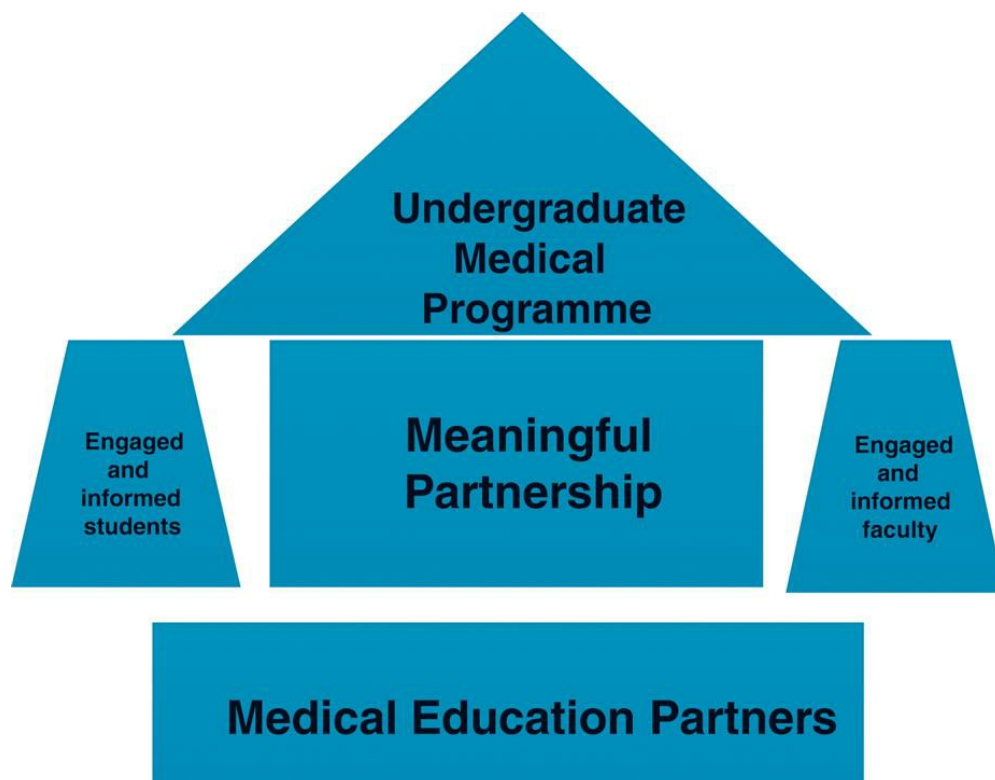 Undergraduate
Medical
Programme
Engaged
and
informed
students
Meaningful
Partnership
Engaged
and
informed
faculty
Medical Education Partners